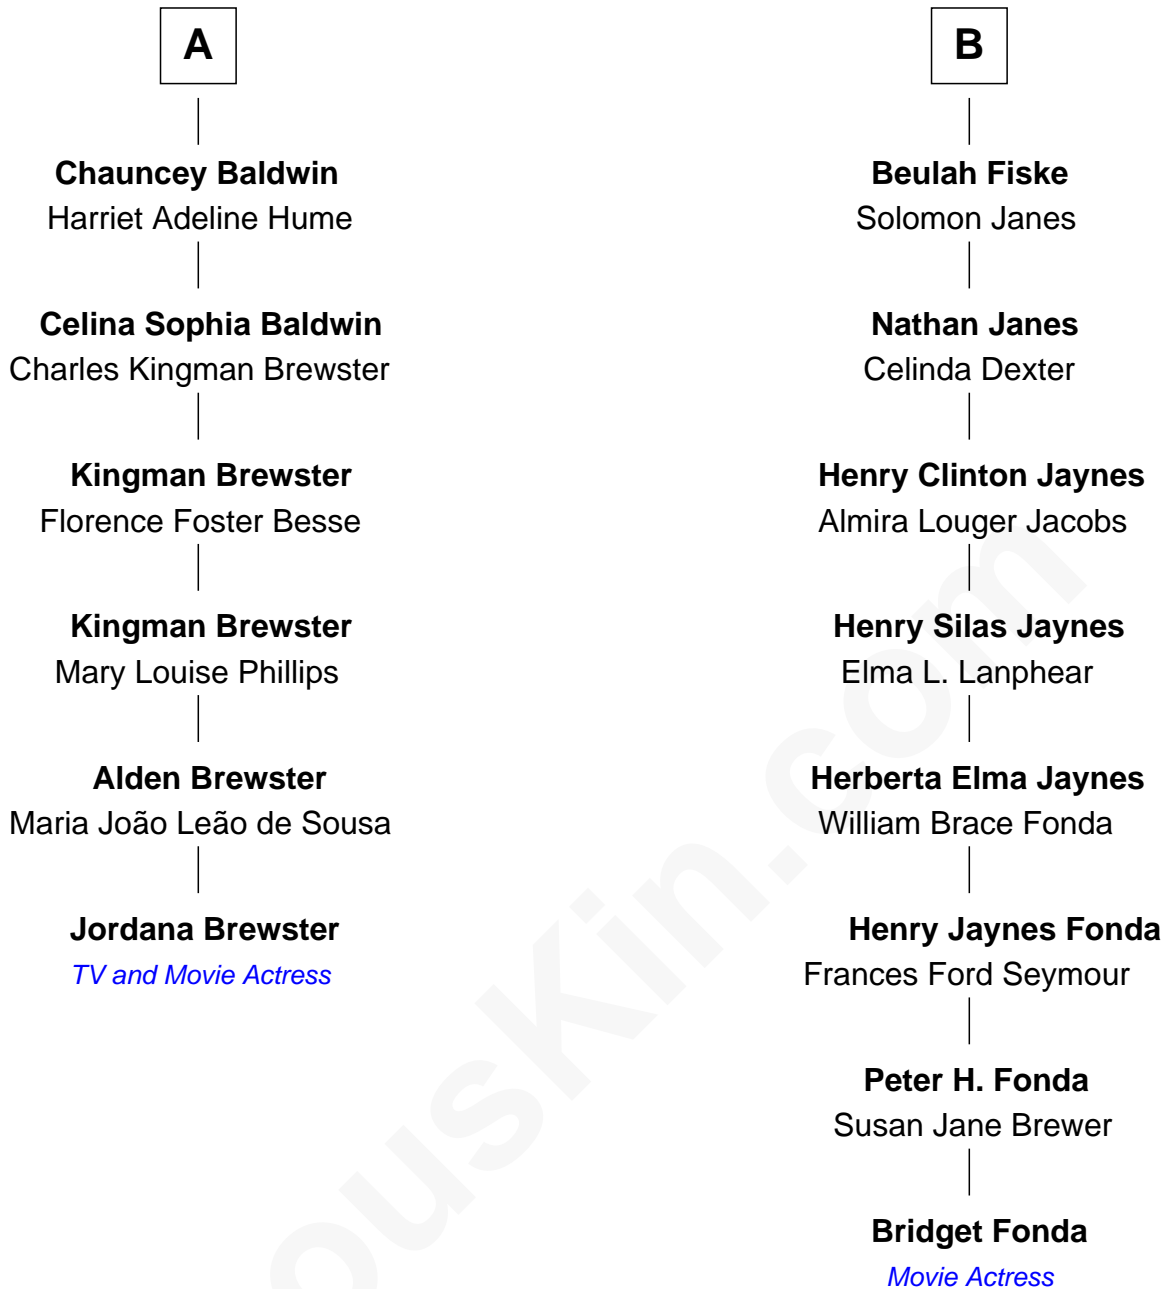 A
Chauncey Baldwin
Harriet Adeline Hume
Celina Sophia Baldwin
Charles Kingman Brewster
Kingman Brewster
Florence Foster Besse
Kingman Brewster
Mary Louise Phillips
Alden Brewster
Maria João Leão de Sousa
Jordana Brewster
TV and Movie Actress
B
Beulah Fiske
Solomon Janes
Nathan Janes
Celinda Dexter
Henry Clinton Jaynes
Almira Louger Jacobs
Henry Silas Jaynes
Elma L. Lanphear
Herberta Elma Jaynes
William Brace Fonda
Henry Jaynes Fonda
Frances Ford Seymour
Peter H. Fonda
Susan Jane Brewer
Bridget Fonda
Movie Actress
ousKin.com